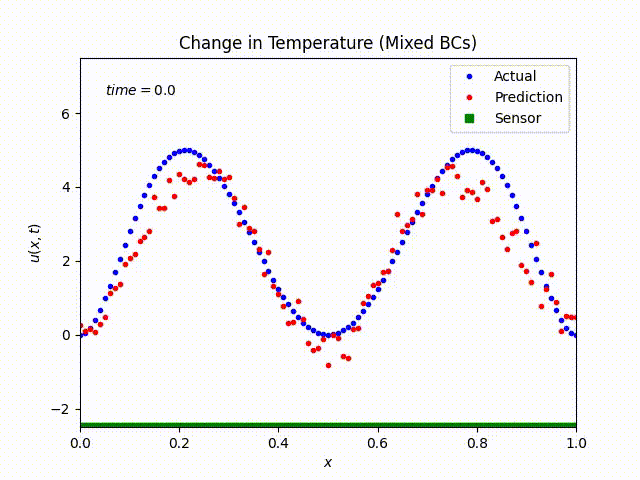 Change in Temperature (Mixed BCs)
time = 0.0
Actual
Prediction
Sensor
6
4
2
0
−2
u(x, t)
0.0 0.2 0.4 0.6 0.8 1.0
x